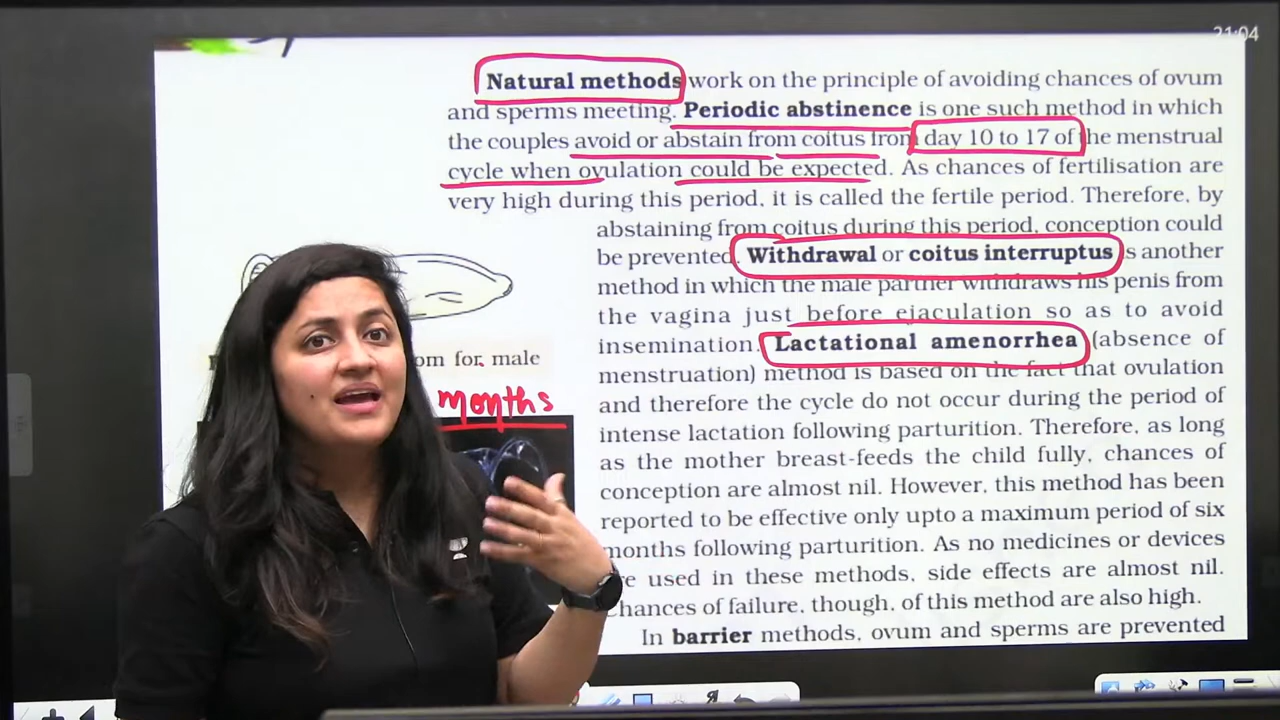 21:04
Natural methods work on the principle of avoiding chances of ovum
and sperms meeting. Periodic abstinence is one such method in which
the couples avoid or abstain from coitus from day 10 to 17 of the menstrual
cycle when ovulation could be expected. As chances of fertilisation are
very high during this period, it is called the fertile period. Therefore, by
abstaining from coitus during this period, conception could
be prevented. Withdrawal or coitus interruptus is another
method in which the male partner withdraws his penis from
the vagina just before ejaculation so as to avoid
insemination. Lactational amenorrhea (absence of
menstruation) method is based on the fact that ovulation
and therefore the cycle do not occur during the period of
intense lactation following parturition. Therefore, as long
as the mother breast-feeds the child fully, chances of
conception are almost nil. However, this method has been
reported to be effective only upto a maximum period of six
months following parturition. As no medicines or devices
are used in these methods, side effects are almost nil.
Chances of failure, though, of this method are also high.
In barrier methods, ovum and sperms are prevented
om for male
months